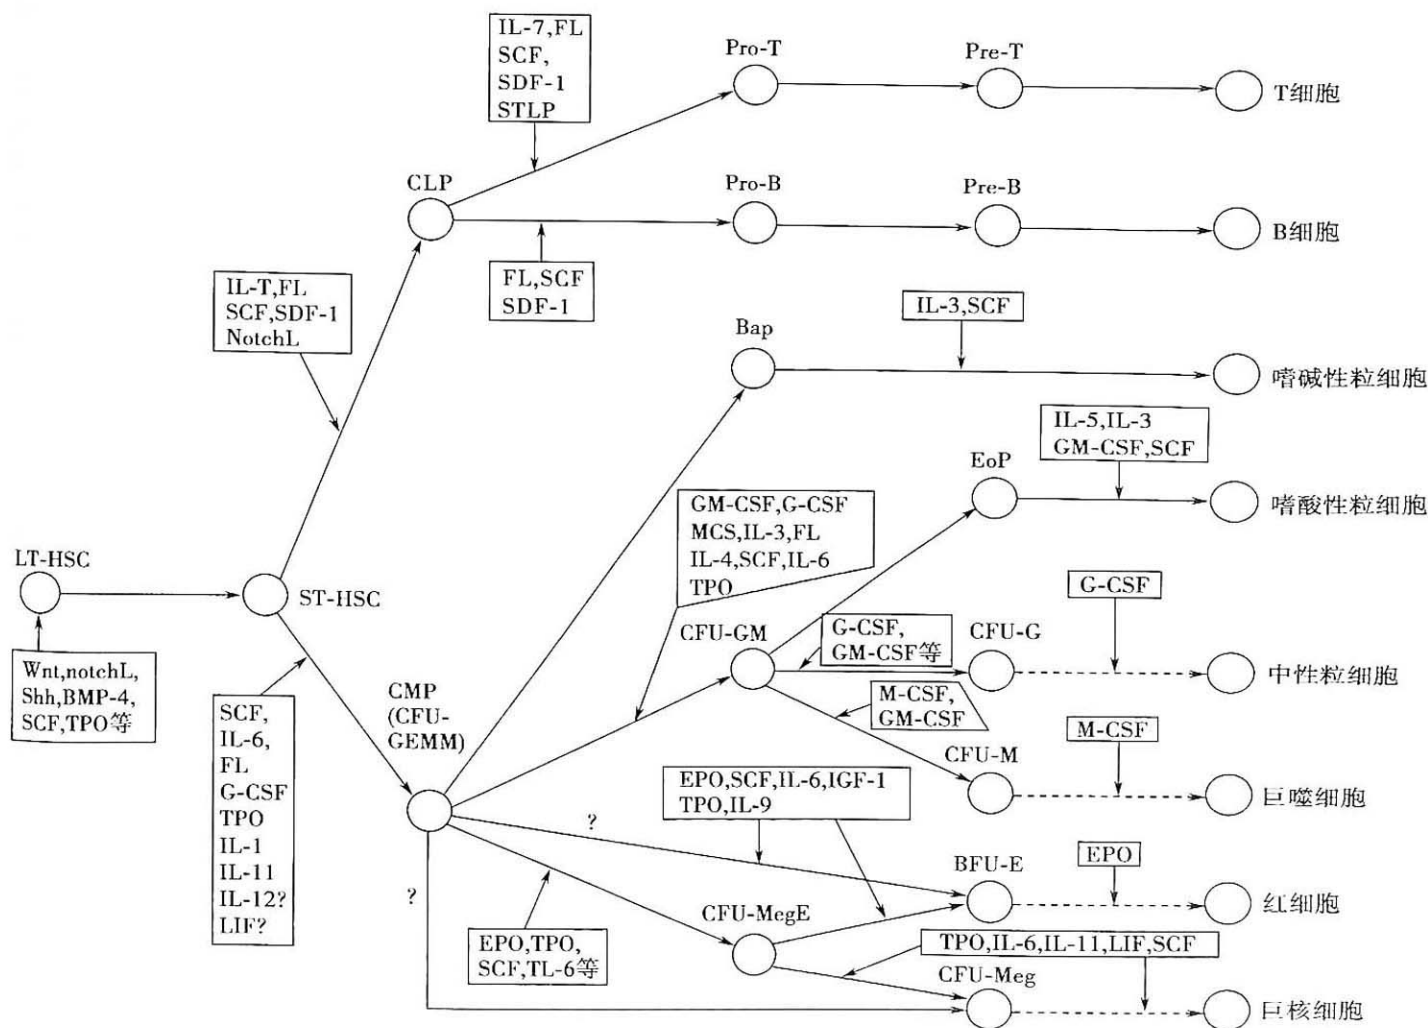 IL-7,FL
SCF,
SDF-1
STLP
Pro-T
Pre-T
T细胞
CLP
Pro-B
Pre-B
B细胞
FL,SCF
SDF-1
IL-T,FL
SCF,SDF-1
NotchL
IL-3,SCF
Bap
嗜碱性粒细胞
IL-5,IL-3
GM-CSF,SCF
EoP
嗜酸性粒细胞
GM-CSF,G-CSF
MCS,IL-3,FL
IL-4,SCF,IL-6
TPO
LT-HSC
ST-HSC
Wnt,notchL,
Shh,BMP-4,
SCF,TPO等
SCF,
IL-6,
FL
G-CSF
TPO
IL-1
IL-11
IL-12?
LIF?
CMP
(CFU-
GEMM)
CFU-GM
G-CSF,
GM-CSF等
CFU-G
G-CSF
中性粒细胞
M-CSF,
GM-CSF
CFU-M
M-CSF
巨噬细胞
EPO,SCF,IL-6,IGF-1
TPO,IL-9
?
?
BFU-E
EPO
红细胞
CFU-MegE
EPO,TPO,
SCF,TL-6等
TPO,IL-6,IL-11,LIF,SCF
CFU-Meg
巨核细胞